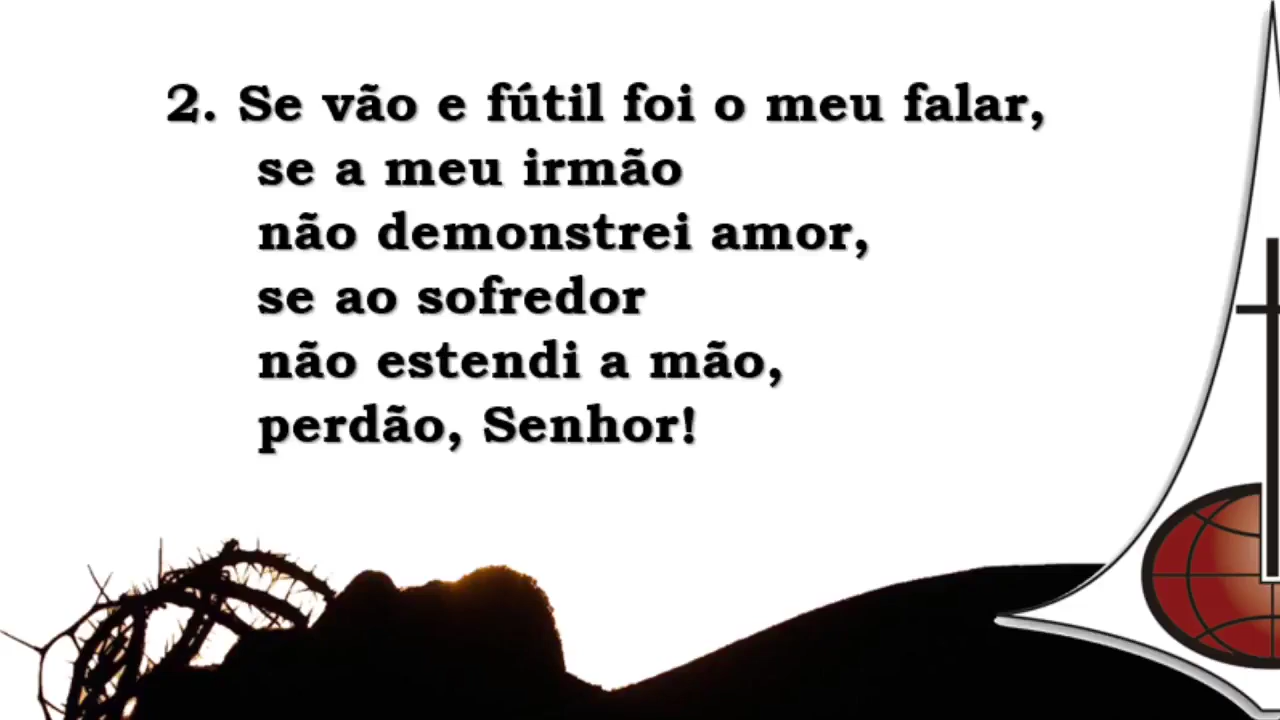 2. Se vão e fútil foi o meu falar,
se a meu irmão
não demonstrei amor,
se ao sofredor
não estendi a mão,
perdão, Senhor!